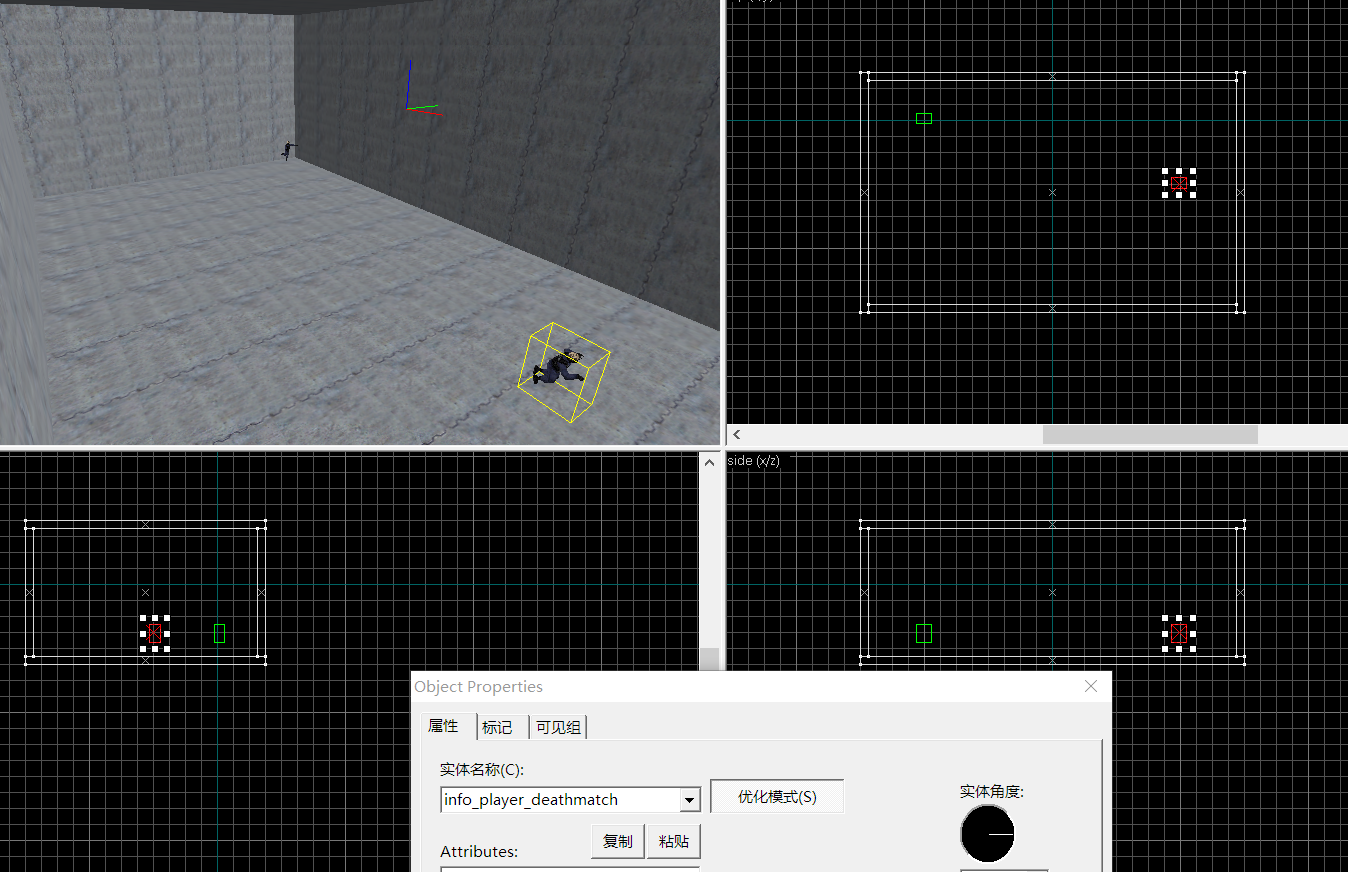 side (x/z)
Object Properties
属性 标记 可见组
实体名称(C):
info_player_deathmatch 优化模式(S) 实体角度:
Attributes: 复制 粘贴